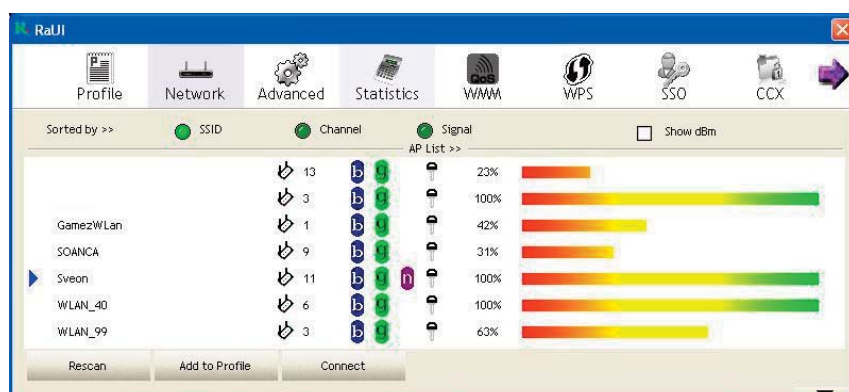 RaUI
Profile Network Advanced Statistics QoS WMM WPS SSO CCX
Sorted by >> SSID Channel Signal Show dBm
AP List >>
13 b g 23%
3 b g 100%
GamezWLan 1 b g 42%
SOANCA 9 b g 31%
Sveon 11 b g n 100%
WLAN_40 6 b g 100%
WLAN_99 3 b g 63%
Rescan Add to Profile Connect